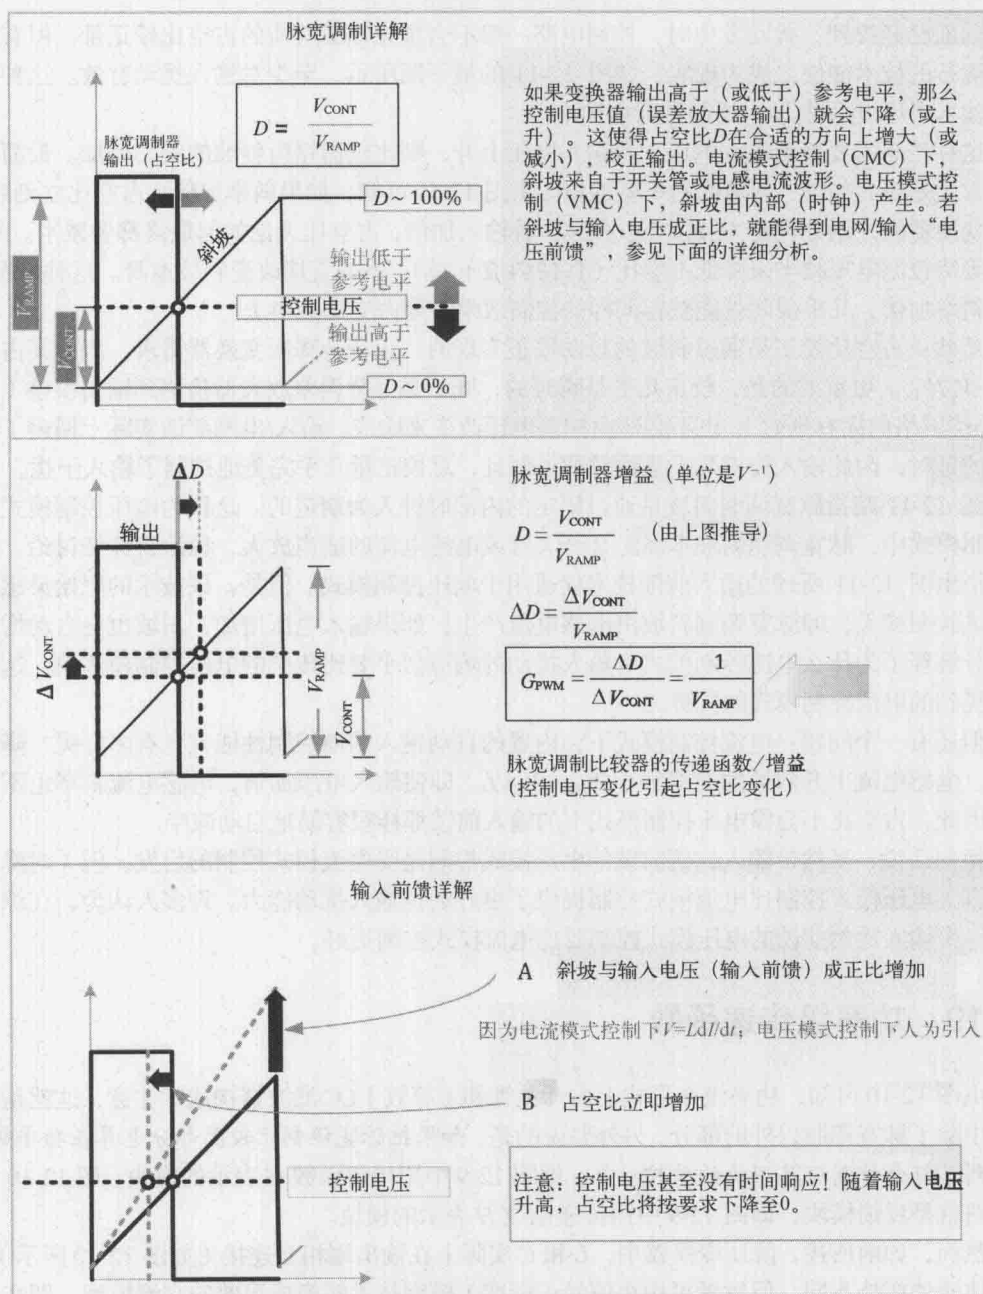 脉宽调制详解
脉宽调制器
输出（占空比）
D = V_CONT / V_RAMP
如果变换器输出高于（或低于）参考电平，那么
控制电压值（误差放大器输出）就会下降（或上
升）。这使得占空比D在合适的方向上增大（或
减小），校正输出。电流模式控制（CMC）下，
斜坡来自于开关管或电感电流波形。电压模式控
制（VMC）下，斜坡由内部（时钟）产生。若
斜坡与输入电压成正比，就能得到电网/输入“电
压前馈”，参见下面的详细分析。
D~100%
斜坡
输出低于
参考电平
控制电压
输出高于
参考电平
D~0%
V_RAMP
V_CONT
ΔD
输出
ΔV_CONT
V_RAMP
V_CONT
脉宽调制器增益（单位是V⁻¹）
D = V_CONT / V_RAMP （由上图推导）
ΔD = ΔV_CONT / V_RAMP
G_PWM = ΔD / ΔV_CONT = 1 / V_RAMP
脉宽调制比较器的传递函数/增益
(控制电压变化引起占空比变化)
输入前馈详解
A 斜坡与输入电压（输入前馈）成正比增加
因为电流模式控制下V=LdI/dt，电压模式控制下人为引入
B 占空比立即增加
控制电压
注意，控制电压甚至没有时间响应！随着输入电压
升高，占空比将按要求下降至0。